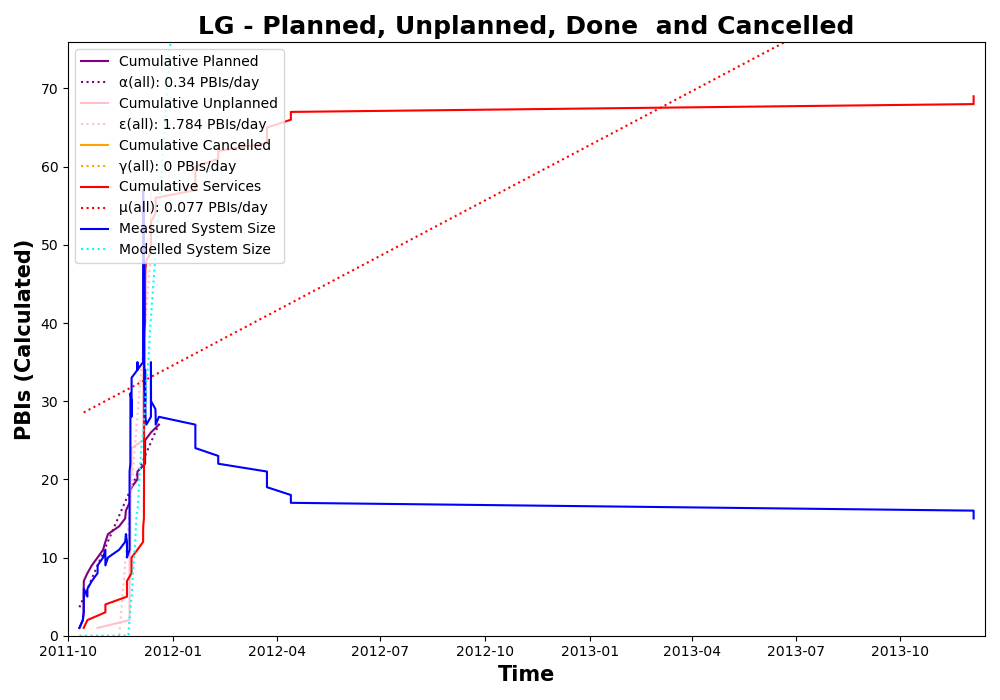 LG - Planned, Unplanned, Done  and Cancelled
PBIs (Calculated)
70
60
50
40
30
20
10
0
Cumulative Planned
α(all): 0.34 PBIs/day
Cumulative Unplanned
ε(all): 1.784 PBIs/day
Cumulative Cancelled
γ(all): 0 PBIs/day
Cumulative Services
μ(all): 0.077 PBIs/day
Measured System Size
Modelled System Size
2011-10 2012-01 2012-04 2012-07 2012-10 2013-01 2013-04 2013-07 2013-10
Time